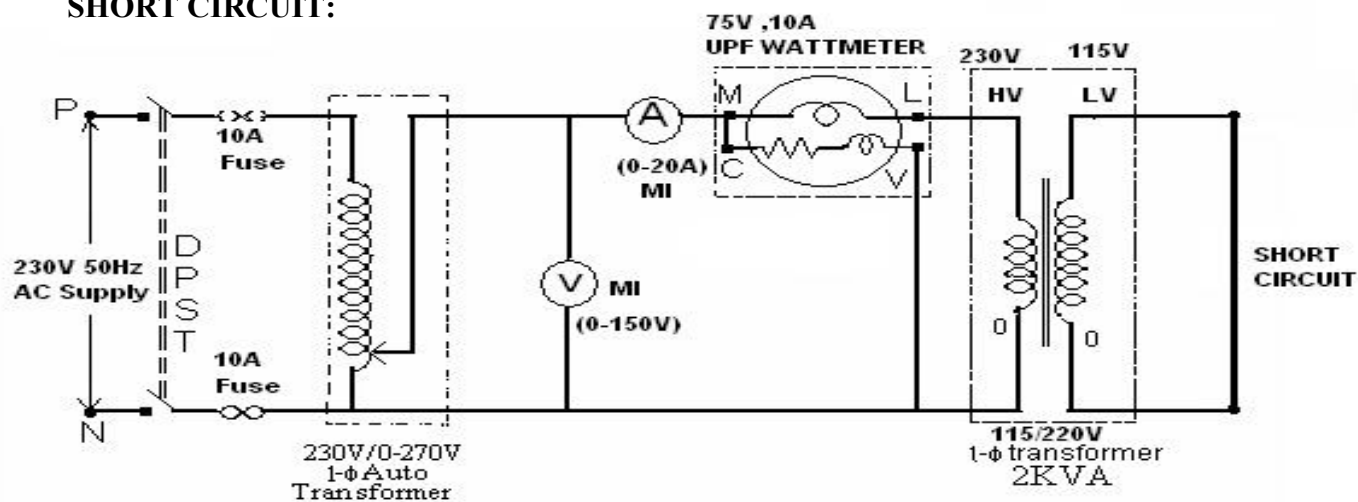 SHORT CIRCUIT:
75V ,10A
UPF WATTMETER
230V
115V
P
10A
Fuse
A
(0-20A)
MI
M
L
C
V
HV
LV
230V 50Hz
AC Supply
DPST
V
MI
(0-150V)
SHORT
CIRCUIT
0
0
10A
Fuse
N
230V/0-270V
1-ϕ Auto
Transformer
115/220V
1-ϕ transformer
2KVA